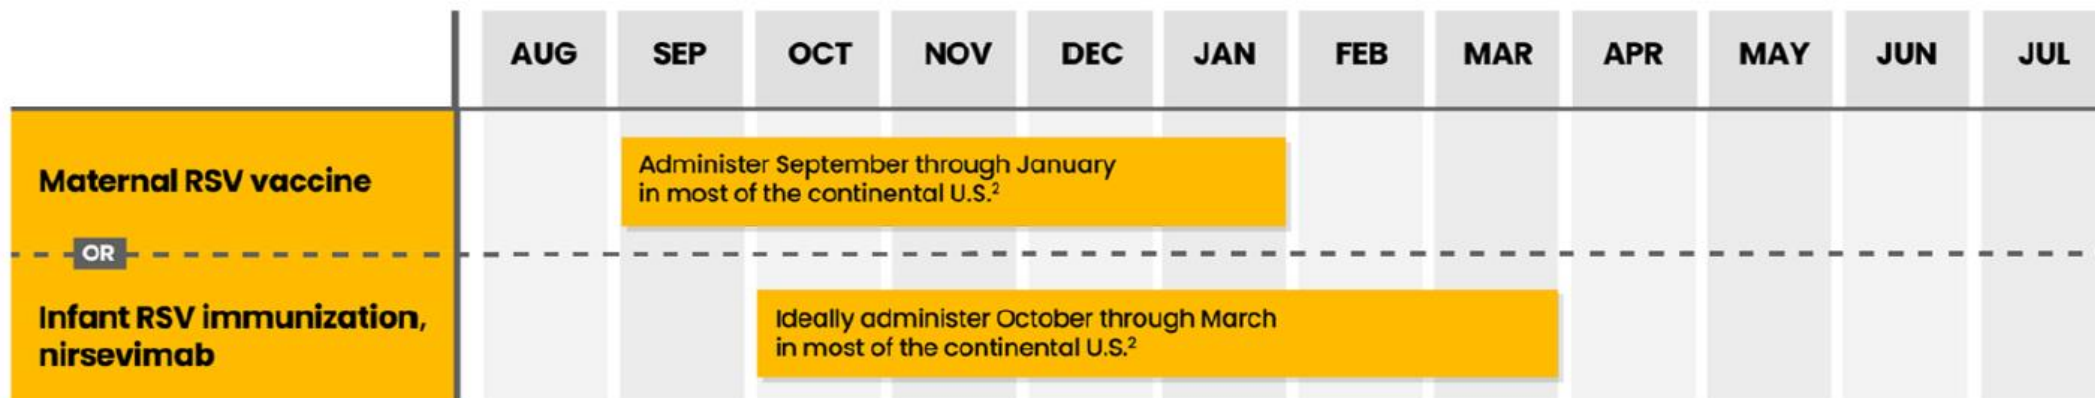 AUG SEP OCT NOV DEC JAN FEB MAR APR MAY JUN JUL
Maternal RSV vaccine
Administer September through January
in most of the continental U.S.²
OR
Infant RSV immunization,
nirsevimab
Ideally administer October through March
in most of the continental U.S.²